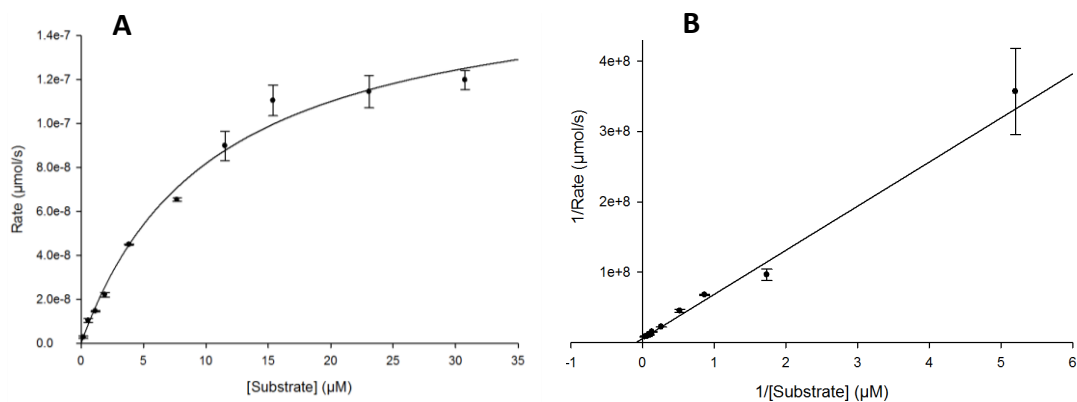 A
1.4e-7
1.2e-7
1.0e-7
8.0e-8
6.0e-8
4.0e-8
2.0e-8
0.0
Rate (µmol/s)
0 5 10 15 20 25 30 35
[Substrate] (µM)
B
4e+8
3e+8
2e+8
1e+8
1/Rate (µmol/s)
-1 0 1 2 3 4 5 6
1/[Substrate] (µM)